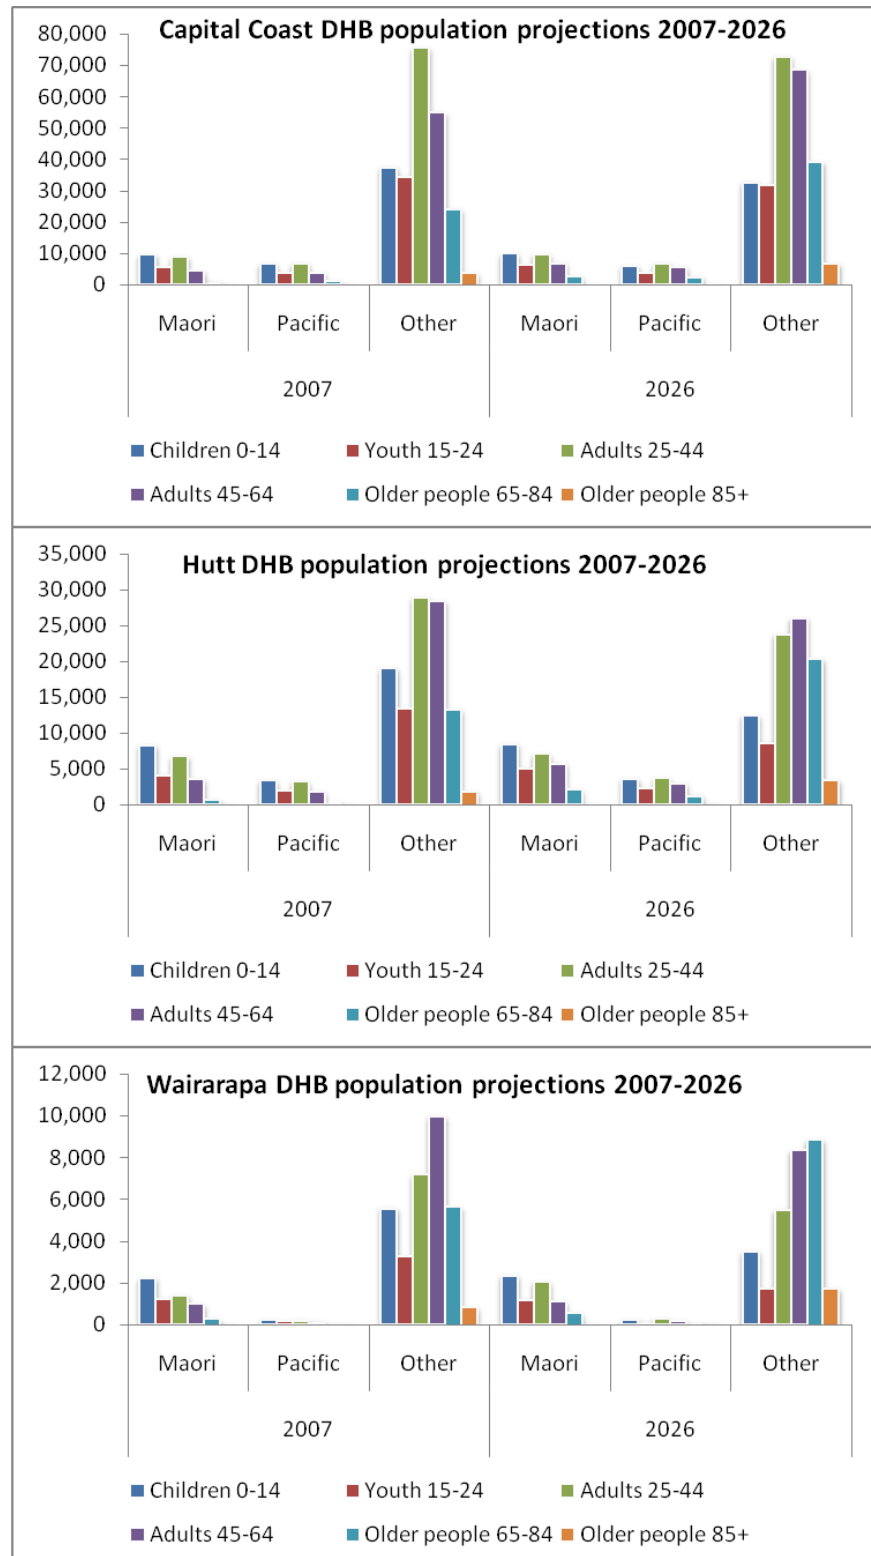 Capital Coast DHB population projections 2007-2026
80,000
70,000
60,000
50,000
40,000
30,000
20,000
10,000
0
Maori Pacific Other Maori Pacific Other
2007 2026
Children 0-14 Youth 15-24 Adults 25-44
Adults 45-64 Older people 65-84 Older people 85+
Hutt DHB population projections 2007-2026
35,000
30,000
25,000
20,000
15,000
10,000
5,000
0
Maori Pacific Other Maori Pacific Other
2007 2026
Children 0-14 Youth 15-24 Adults 25-44
Adults 45-64 Older people 65-84 Older people 85+
Wairarapa DHB population projections 2007-2026
12,000
10,000
8,000
6,000
4,000
2,000
0
Maori Pacific Other Maori Pacific Other
2007 2026
Children 0-14 Youth 15-24 Adults 25-44
Adults 45-64 Older people 65-84 Older people 85+